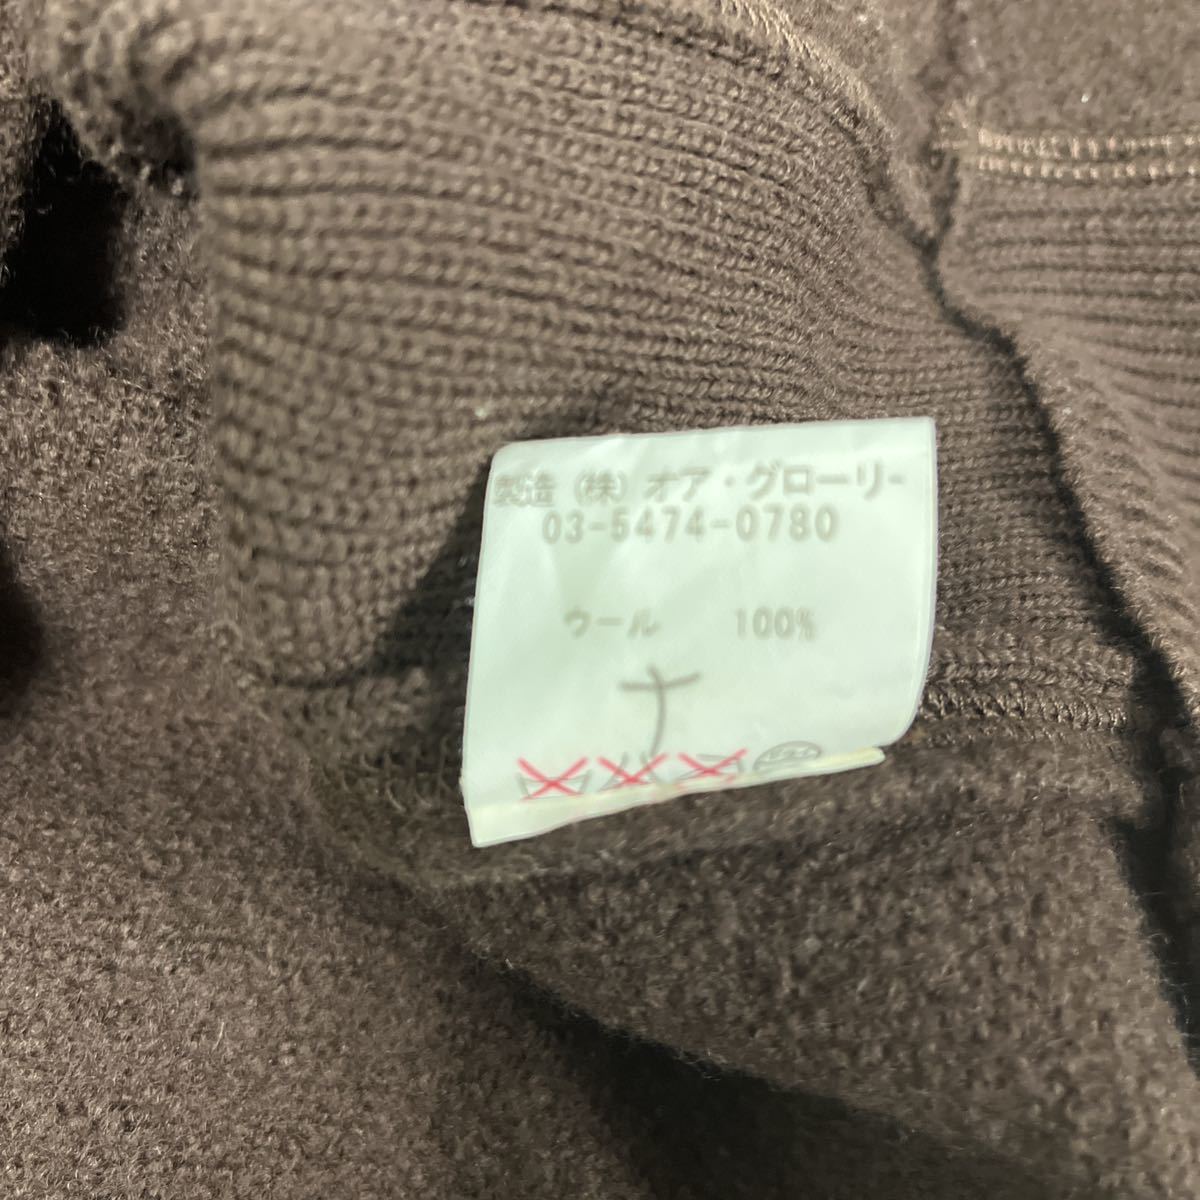 製造 (株) オア・グローリー
03-5474-0780
ウール 100%